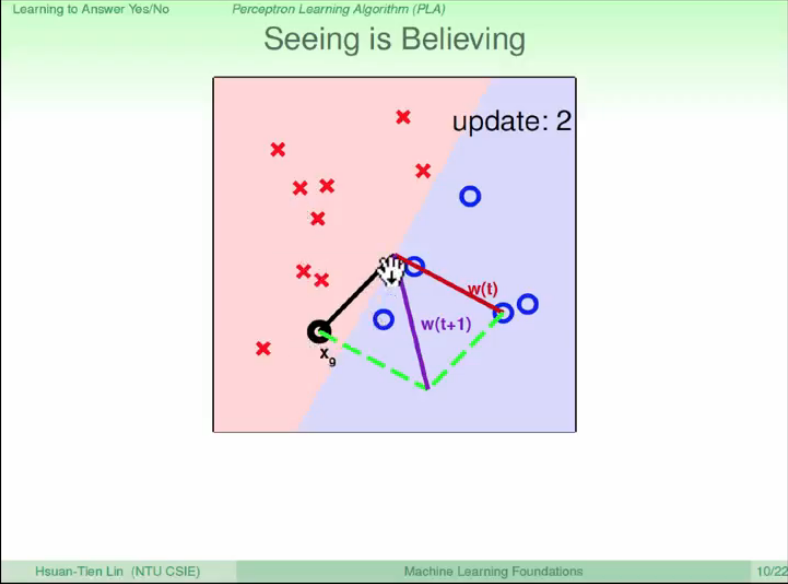 Learning to Answer Yes/No Perceptron Learning Algorithm (PLA)
Seeing is Believing
update: 2
w(t)
w(t+1)
x9
Hsuan-Tien Lin (NTU CSIE) Machine Learning Foundations 10/22